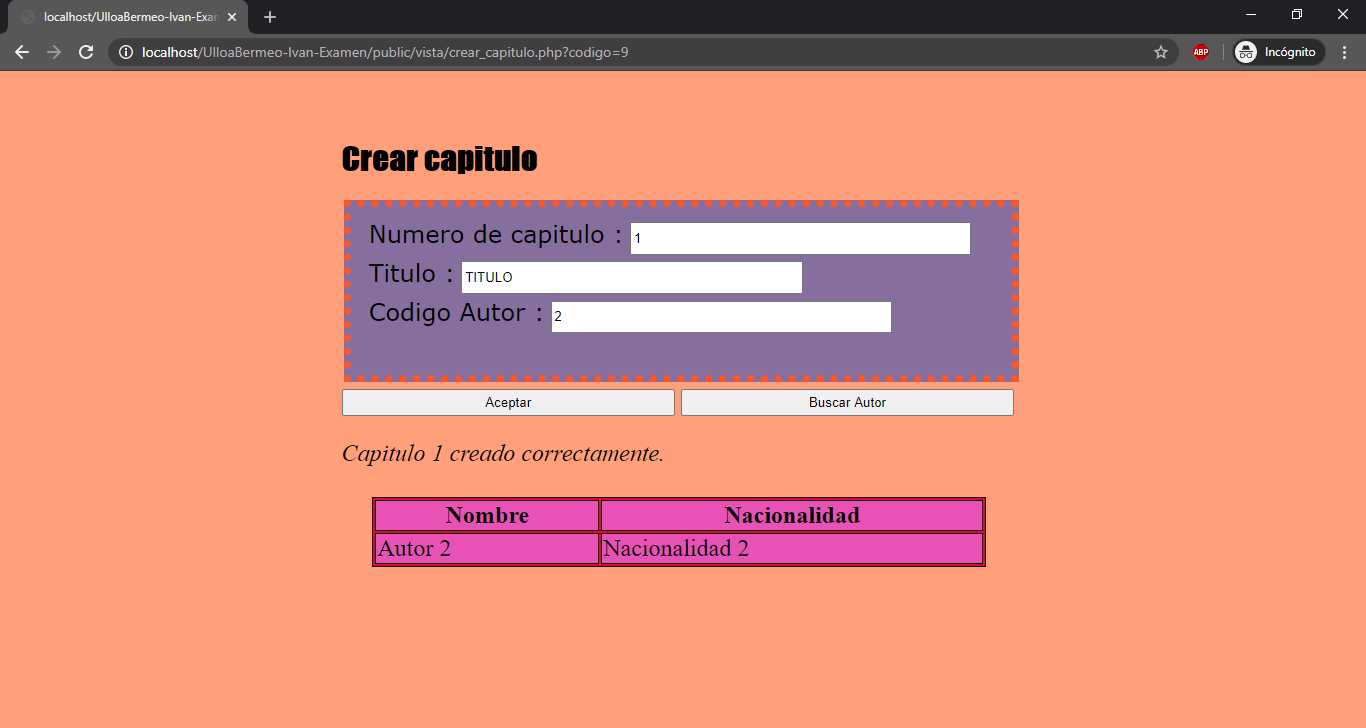 localhost/UlloaBermeo-Ivan-Exan
localhost/UlloaBermeo-Ivan-Examen/public/vista/crear_capitulo.php?codigo=9
ABP
Incógnito
Crear capitulo
Numero de capitulo : 1
Titulo : TITULO
Codigo Autor : 2
Aceptar Buscar Autor
Capitulo 1 creado correctamente.
Nombre Nacionalidad
Autor 2 Nacionalidad 2